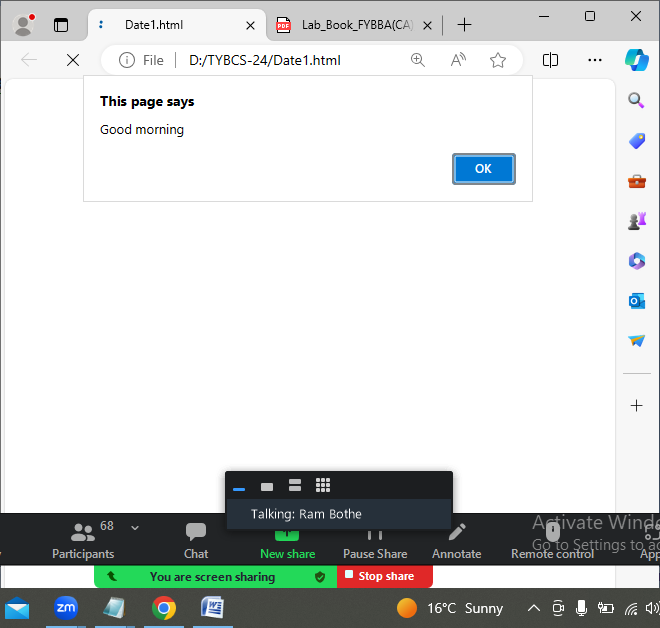 Date1.html
Lab_Book_FYBBA(CA)
File
D:/TYBCS-24/Date1.html
This page says
Good morning
OK
Talking: Ram Bothe
68
Participants
Chat
New share
Pause Share
Annotate
Remote control
Activate
Go to Settings to
You are screen sharing
Stop share
zm
16°C Sunny